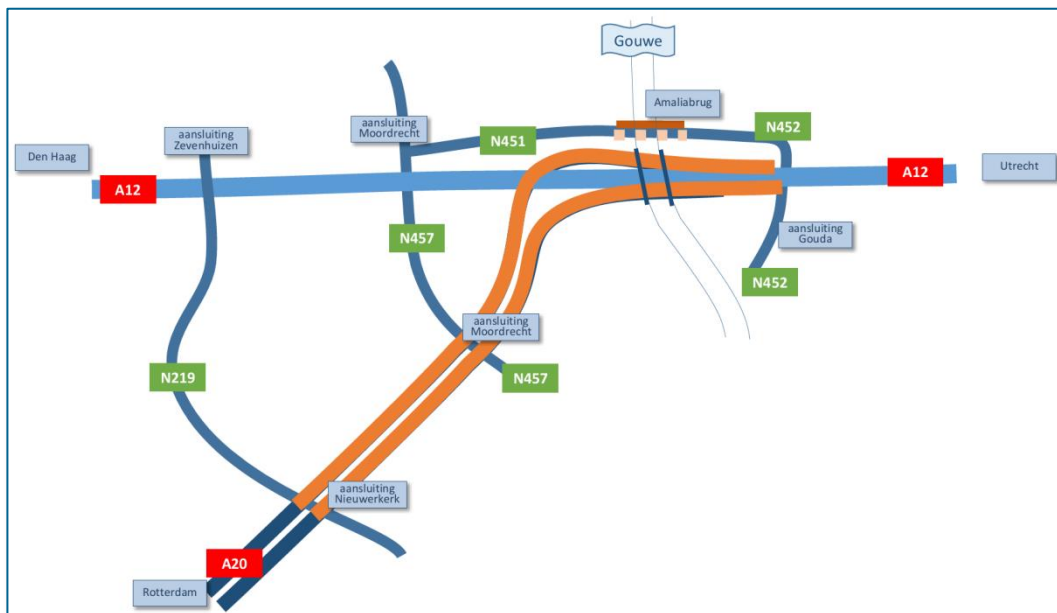 Gouwe
Amaliabrug
aansluiting
Moordrecht
N451
N452
aansluiting
Zevenhuizen
Den Haag
A12
A12
Utrecht
N457
aansluiting
Gouda
N452
aansluiting
Moordrecht
N219
N457
aansluiting
Nieuwerkerk
A20
Rotterdam